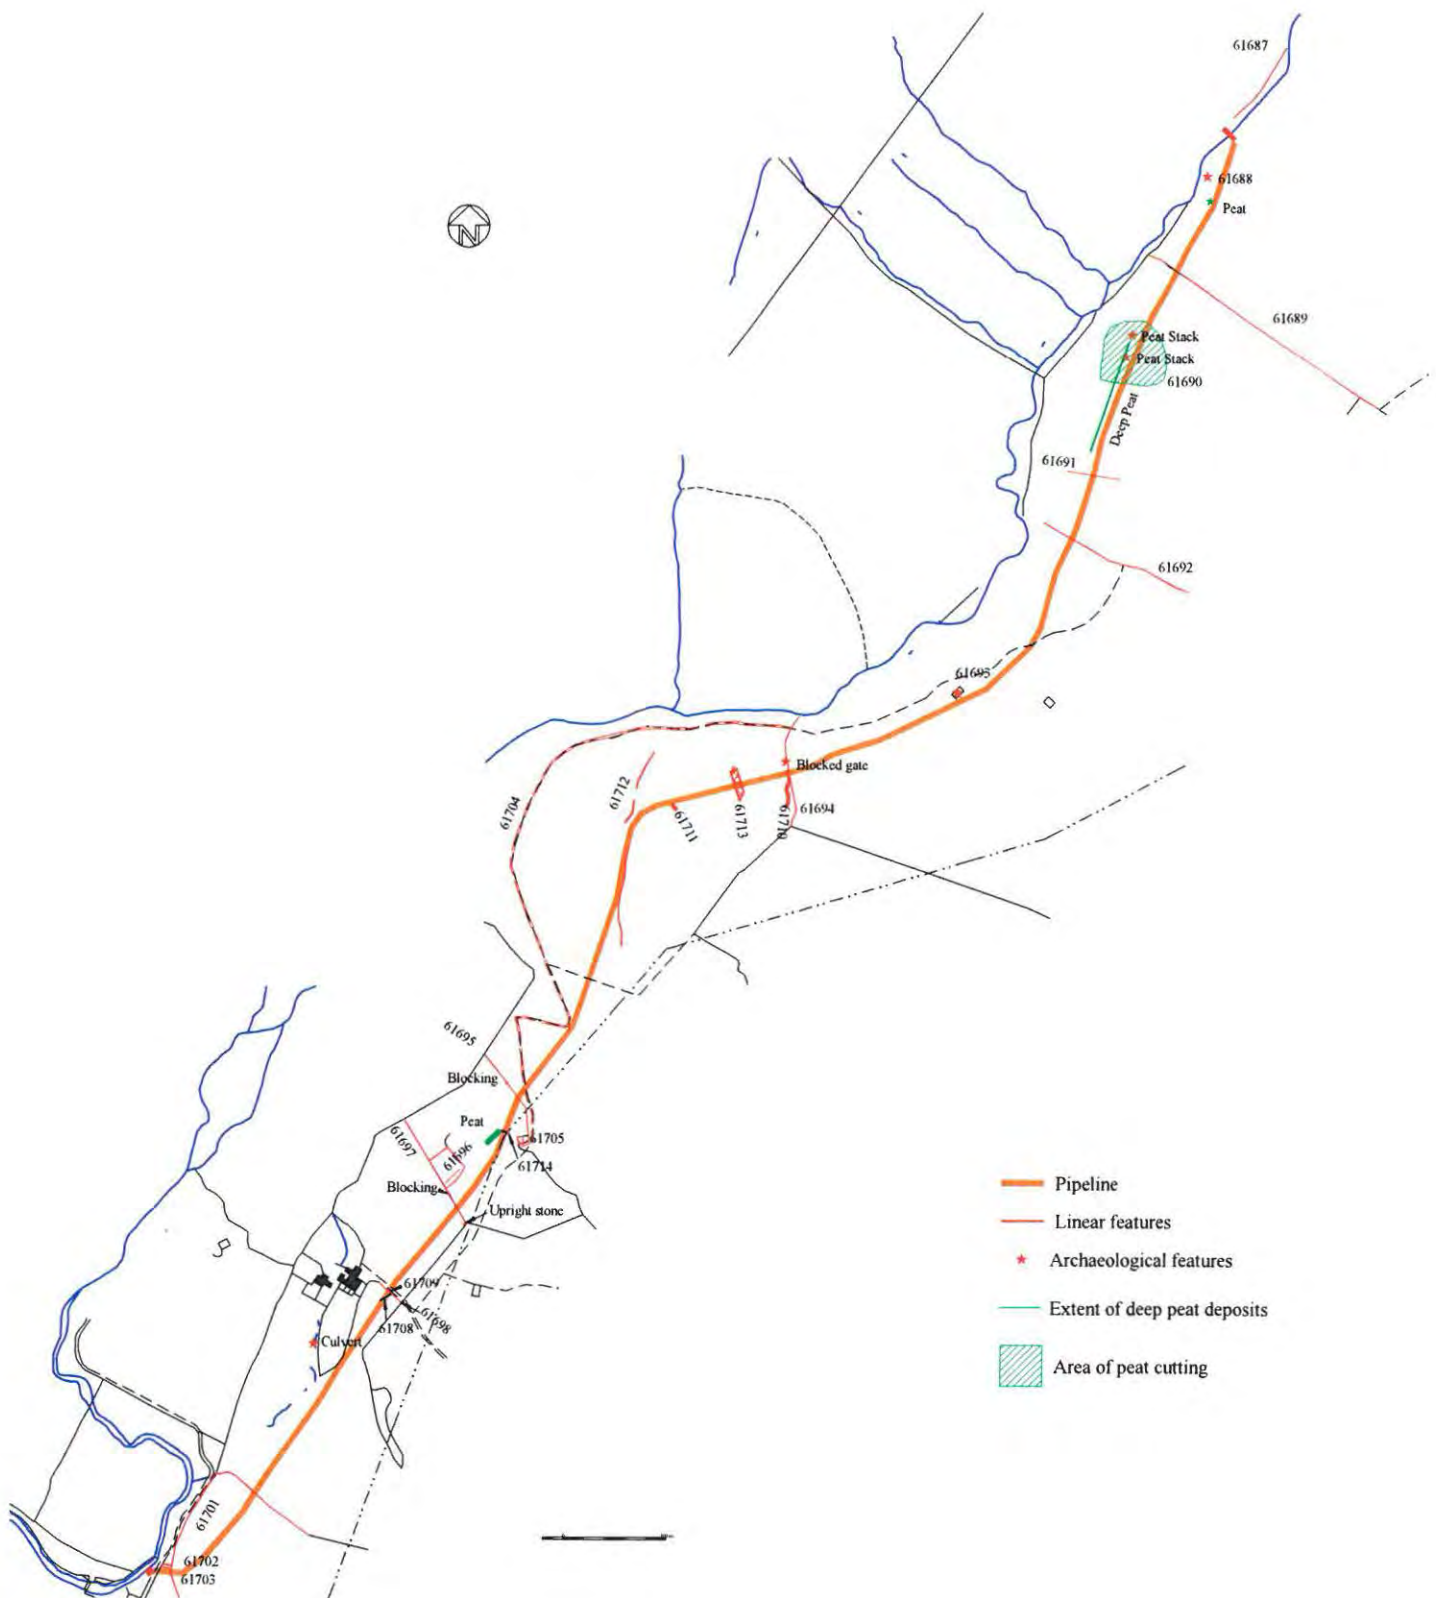 61687
61688
Peat
N
61689
Peat Stack
Peat Stack
61690
Deep Peat
61691
61692
61693
Blocked gate
61712
61704
61711
61713
61710
61694
61695
Blocking
Peat
61705
61697
61696
61714
Blocking
Upright stone
61709
61698
61708
Culvert
61701
61702
61703
Pipeline
Linear features
Archaeological features
Extent of deep peat deposits
Area of peat cutting